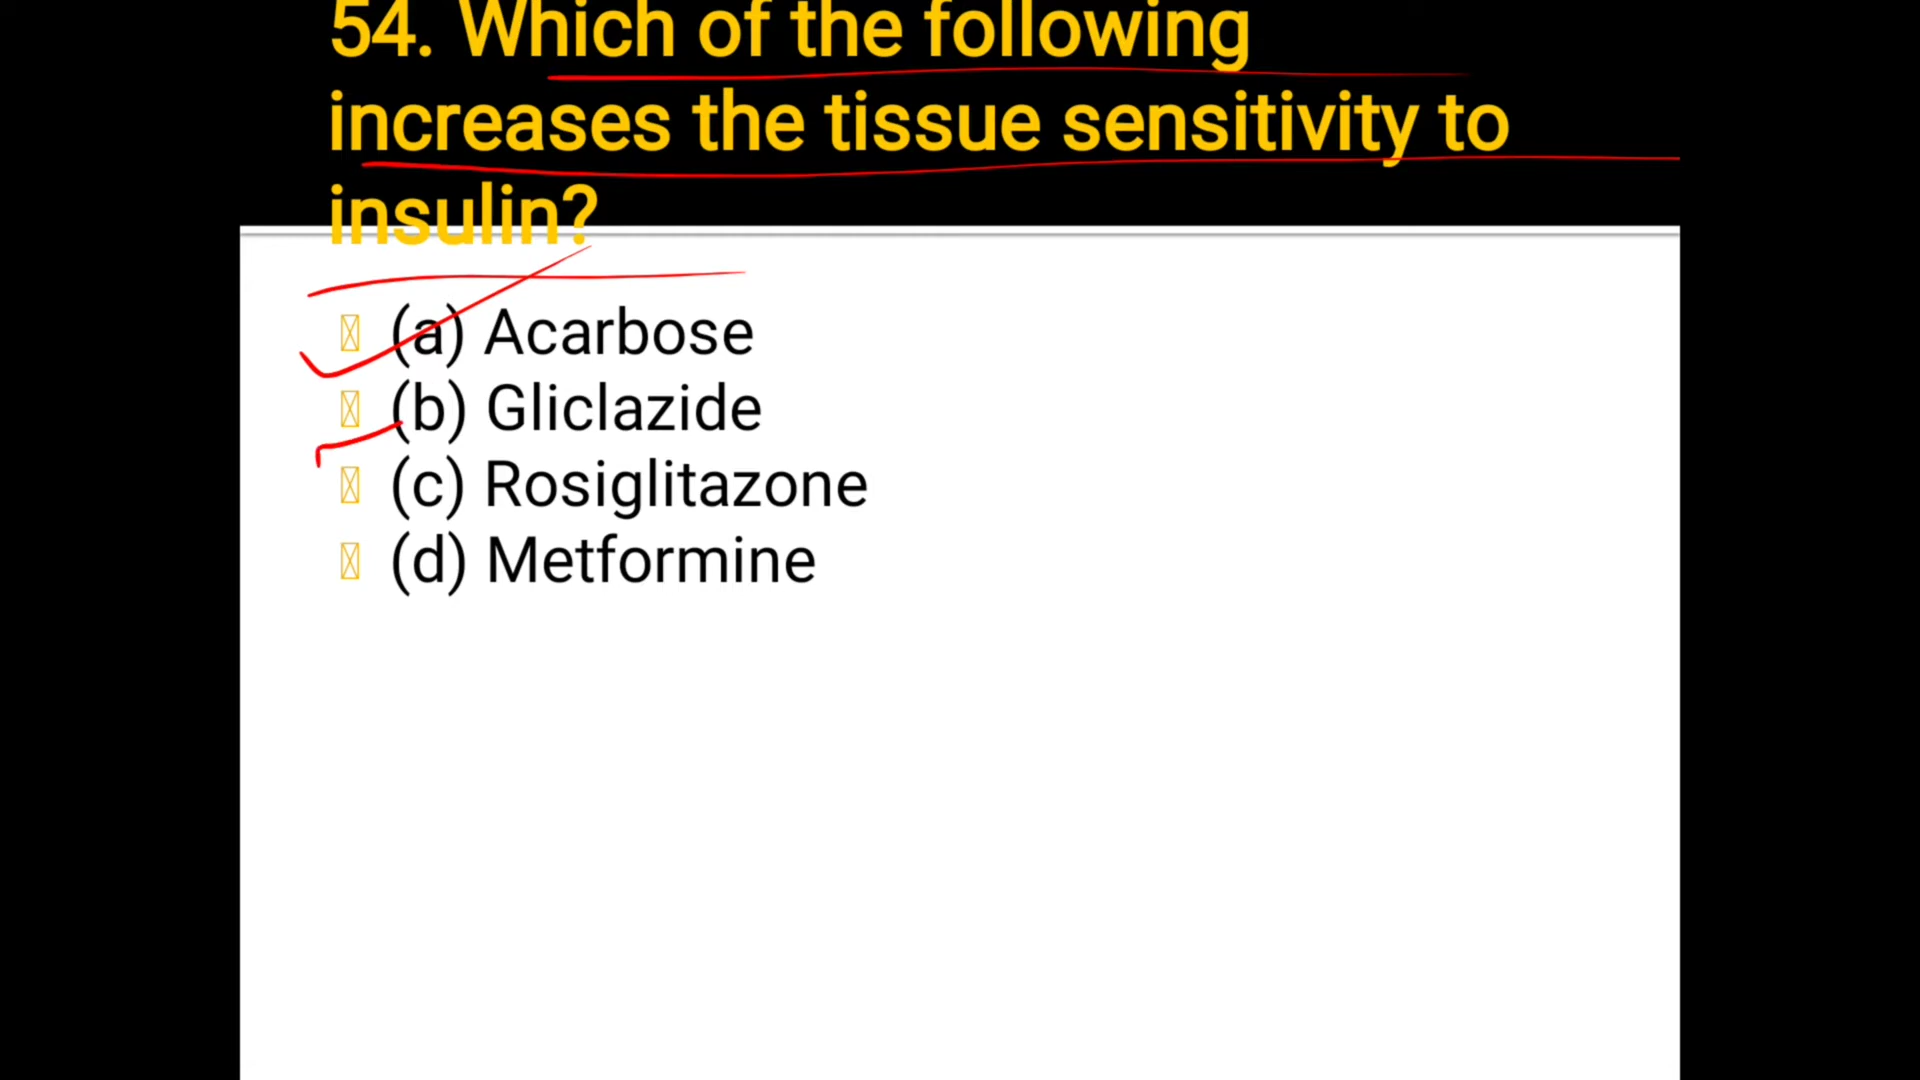 54. Which of the following
increases the tissue sensitivity to
insulin?
(a) Acarbose
(b) Gliclazide
(c) Rosiglitazone
(d) Metformine